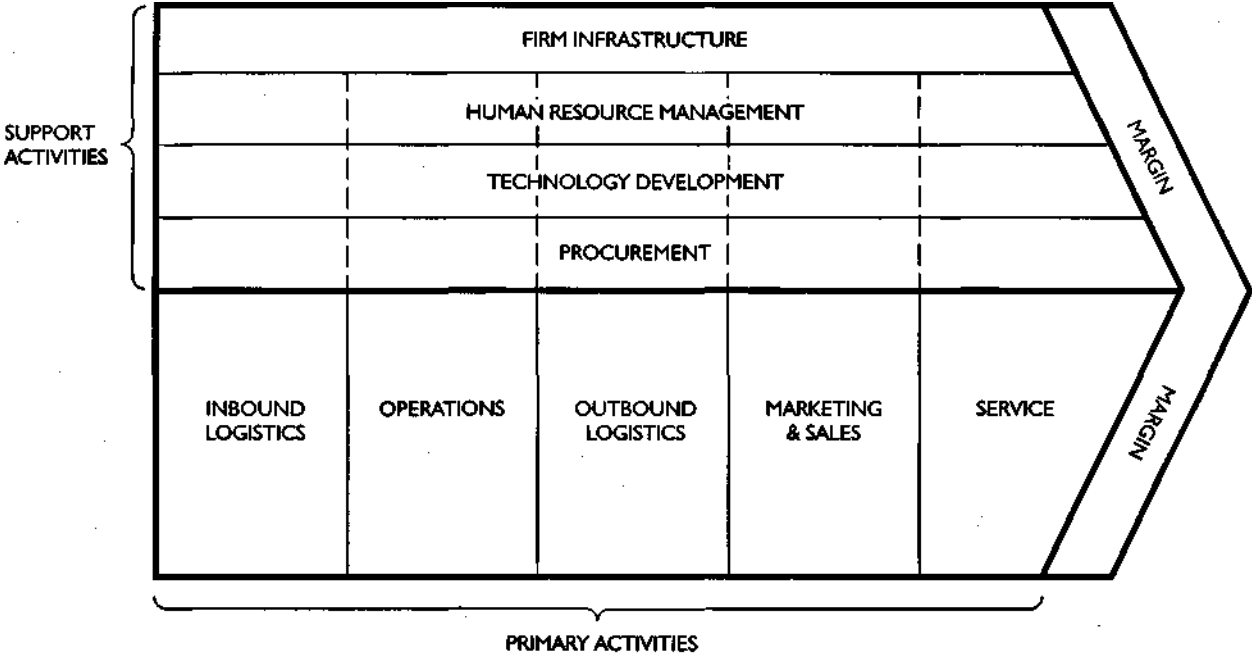 FIRM INFRASTRUCTURE
HUMAN RESOURCE MANAGEMENT
SUPPORT
ACTIVITIES
TECHNOLOGY DEVELOPMENT
PROCUREMENT
MARGIN
INBOUND
LOGISTICS
OPERATIONS
OUTBOUND
LOGISTICS
MARKETING
& SALES
SERVICE
MARGIN
PRIMARY ACTIVITIES